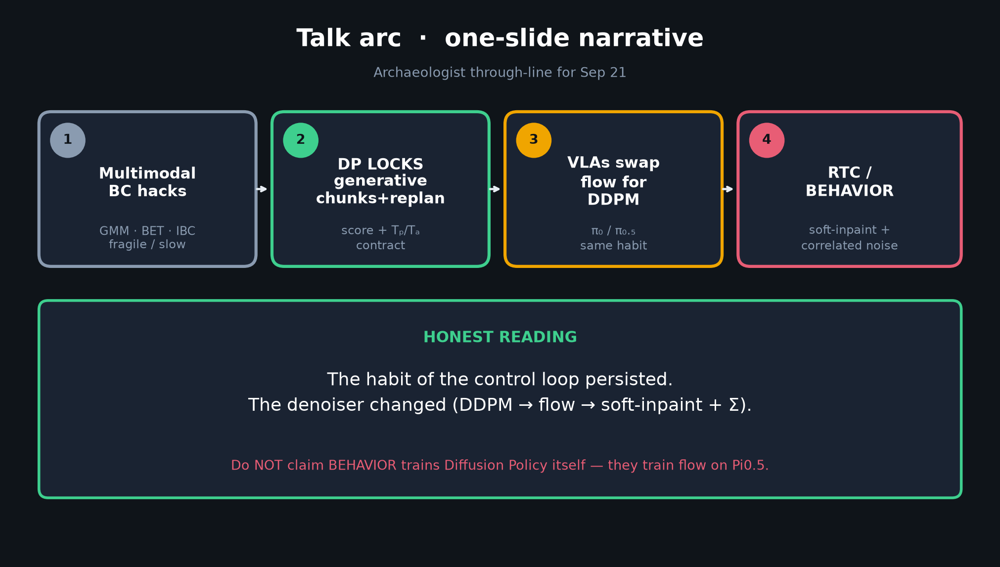 Talk arc · one-slide narrative
Archaeologist through-line for Sep 21
1
Multimodal
BC hacks
GMM · BET · IBC
fragile / slow
2
DP LOCKS
generative
chunks+replan
score + Tₚ/Tₐ
contract
3
VLAs swap
flow for
DDPM
π₀ / π₀.₅
same habit
4
RTC /
BEHAVIOR
soft-inpaint +
correlated noise
HONEST READING
The habit of the control loop persisted.
The denoiser changed (DDPM → flow → soft-inpaint + Σ).
Do NOT claim BEHAVIOR trains Diffusion Policy itself — they train flow on Pi0.5.